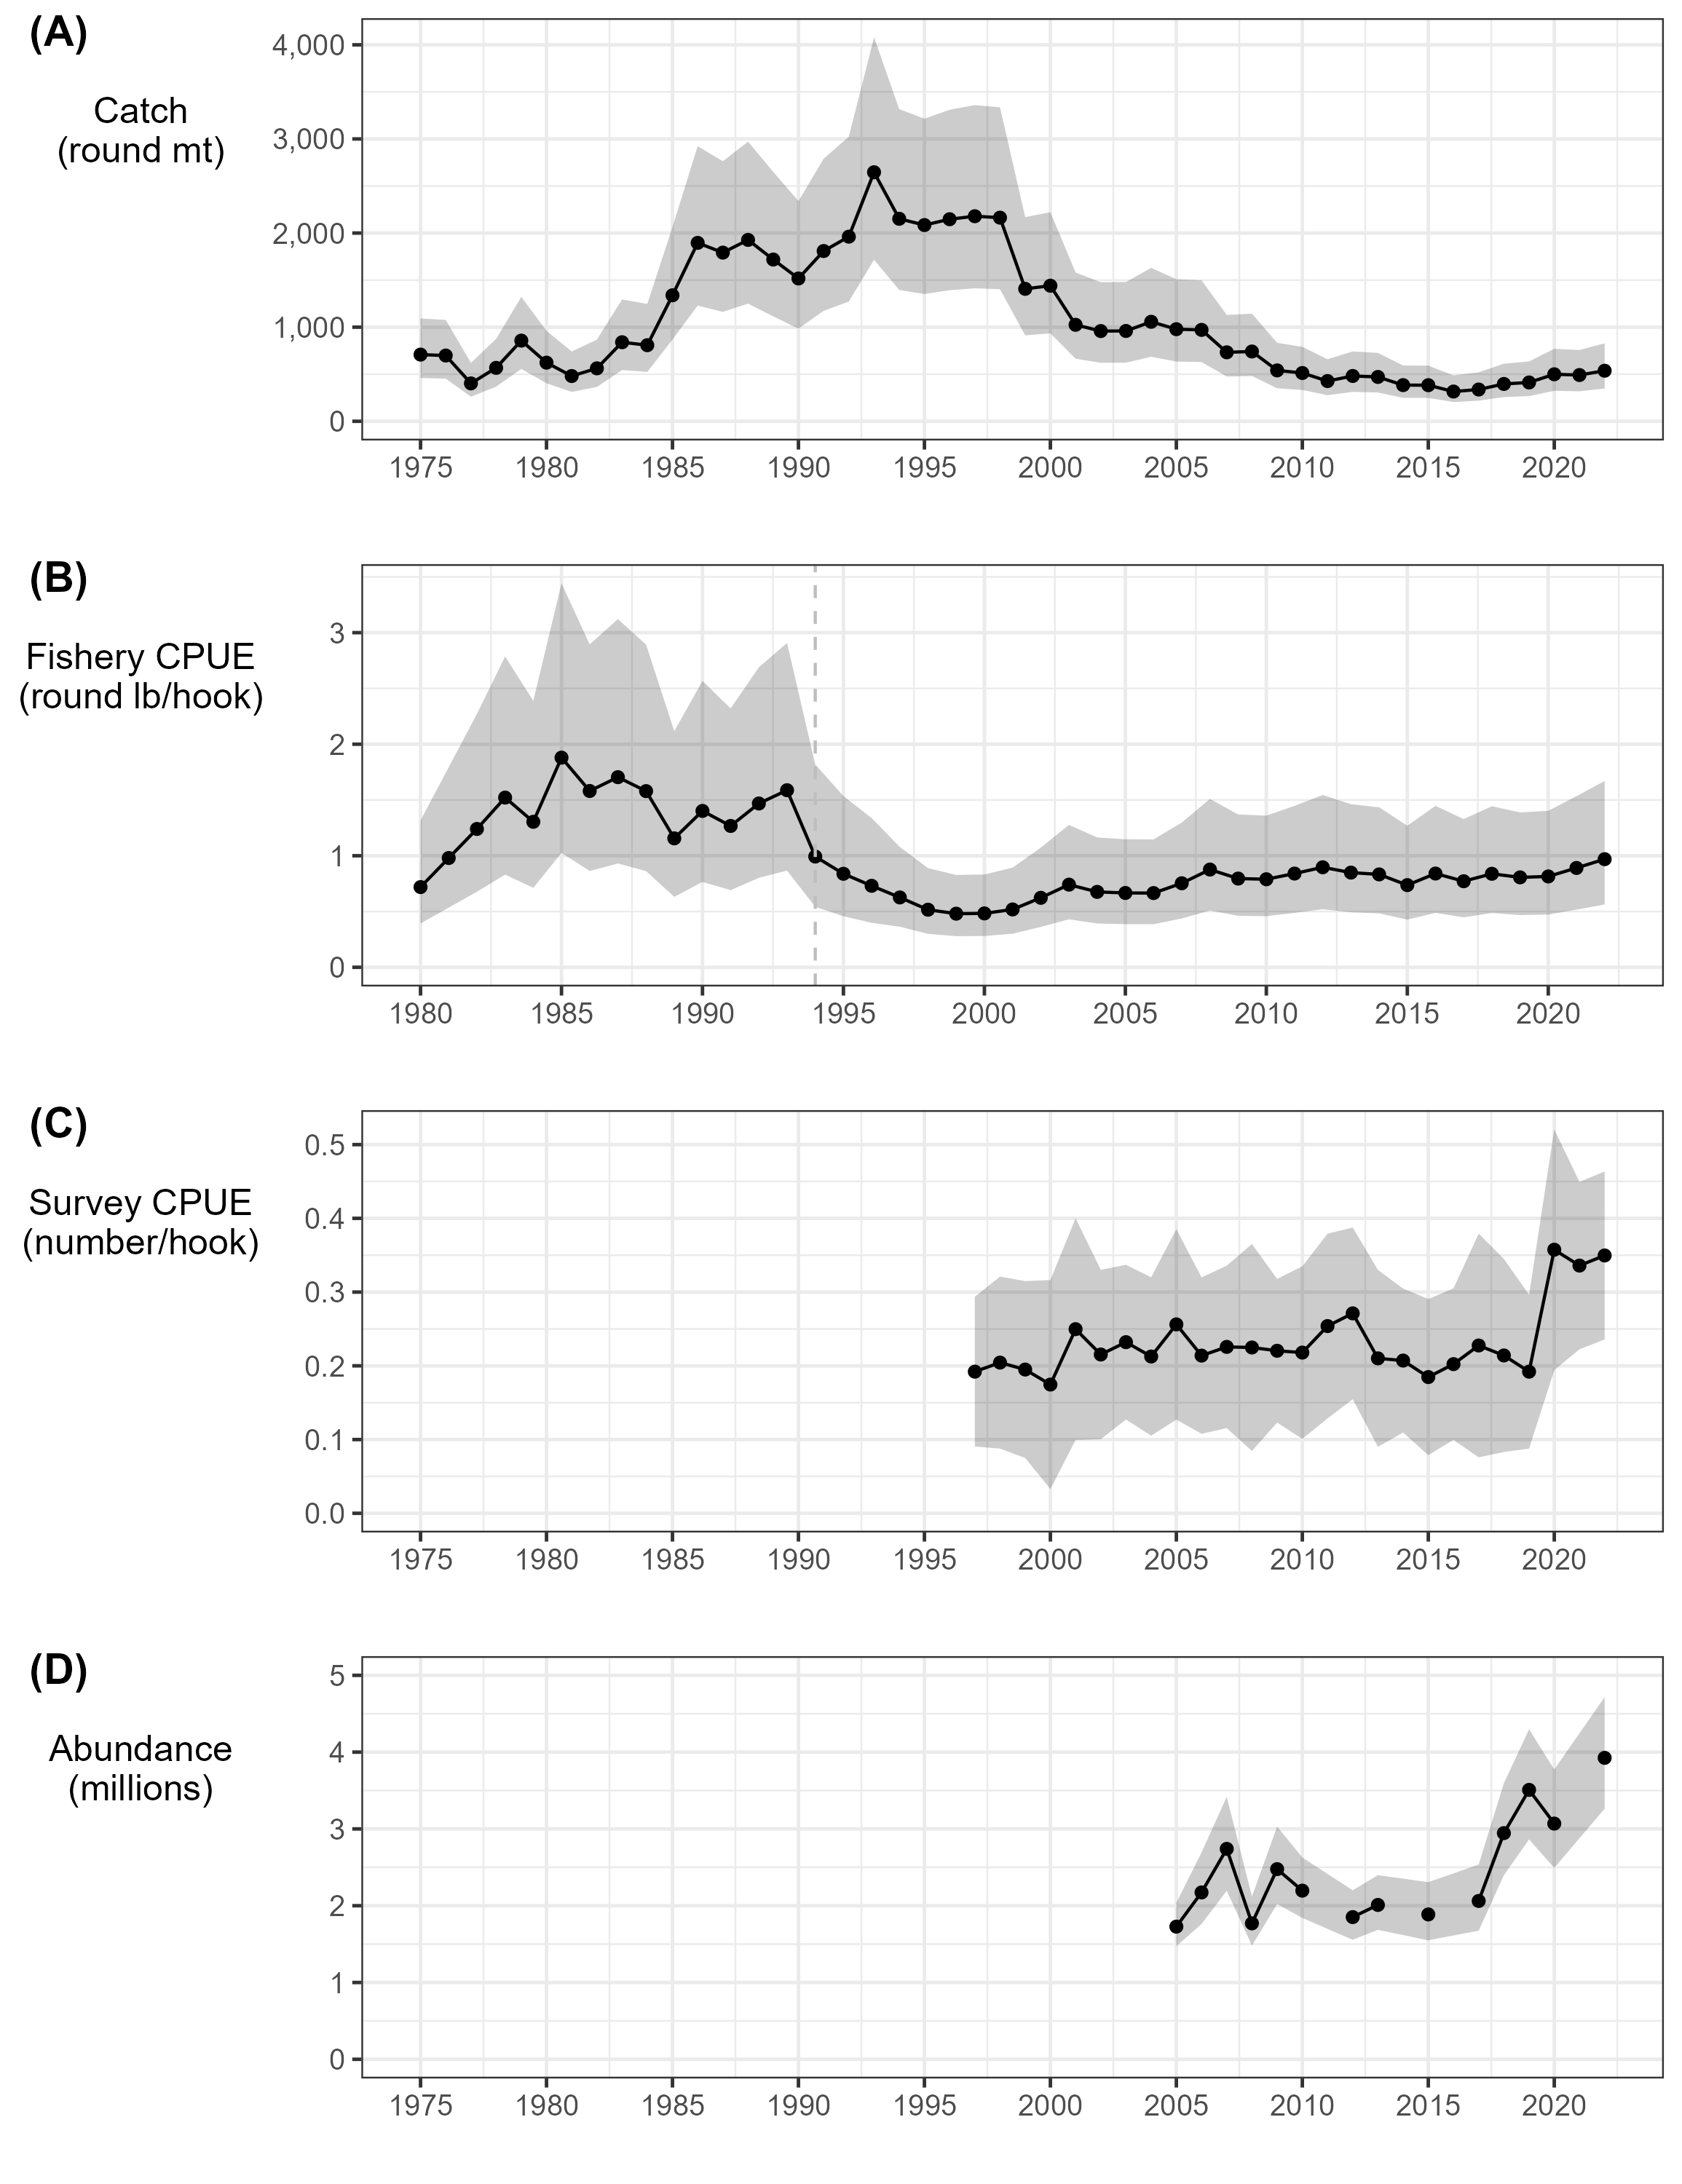 (A)
Catch
(round mt)
4,000
3,000
2,000
1,000
0
1975 1980 1985 1990 1995 2000 2005 2010 2015 2020
(B)
Fishery CPUE
(round lb/hook)
3
2
1
0
1980 1985 1990 1995 2000 2005 2010 2015 2020
(C)
Survey CPUE
(number/hook)
0.5
0.4
0.3
0.2
0.1
0.0
1975 1980 1985 1990 1995 2000 2005 2010 2015 2020
(D)
Abundance
(millions)
5
4
3
2
1
0
1975 1980 1985 1990 1995 2000 2005 2010 2015 2020